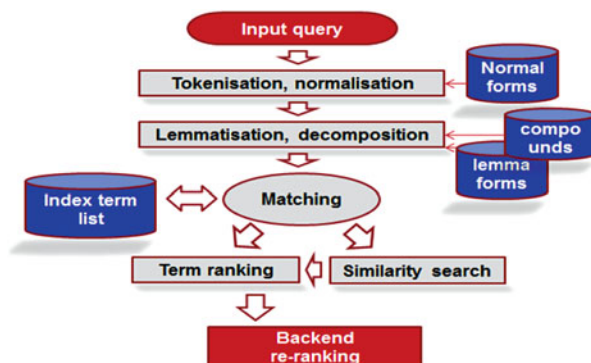 Input query
Tokenisation, normalisation
Normal
forms
Lemmatisation, decomposition
compo
unds
lemma
forms
Index term
list
Matching
Term ranking
Similarity search
Backend
re-ranking